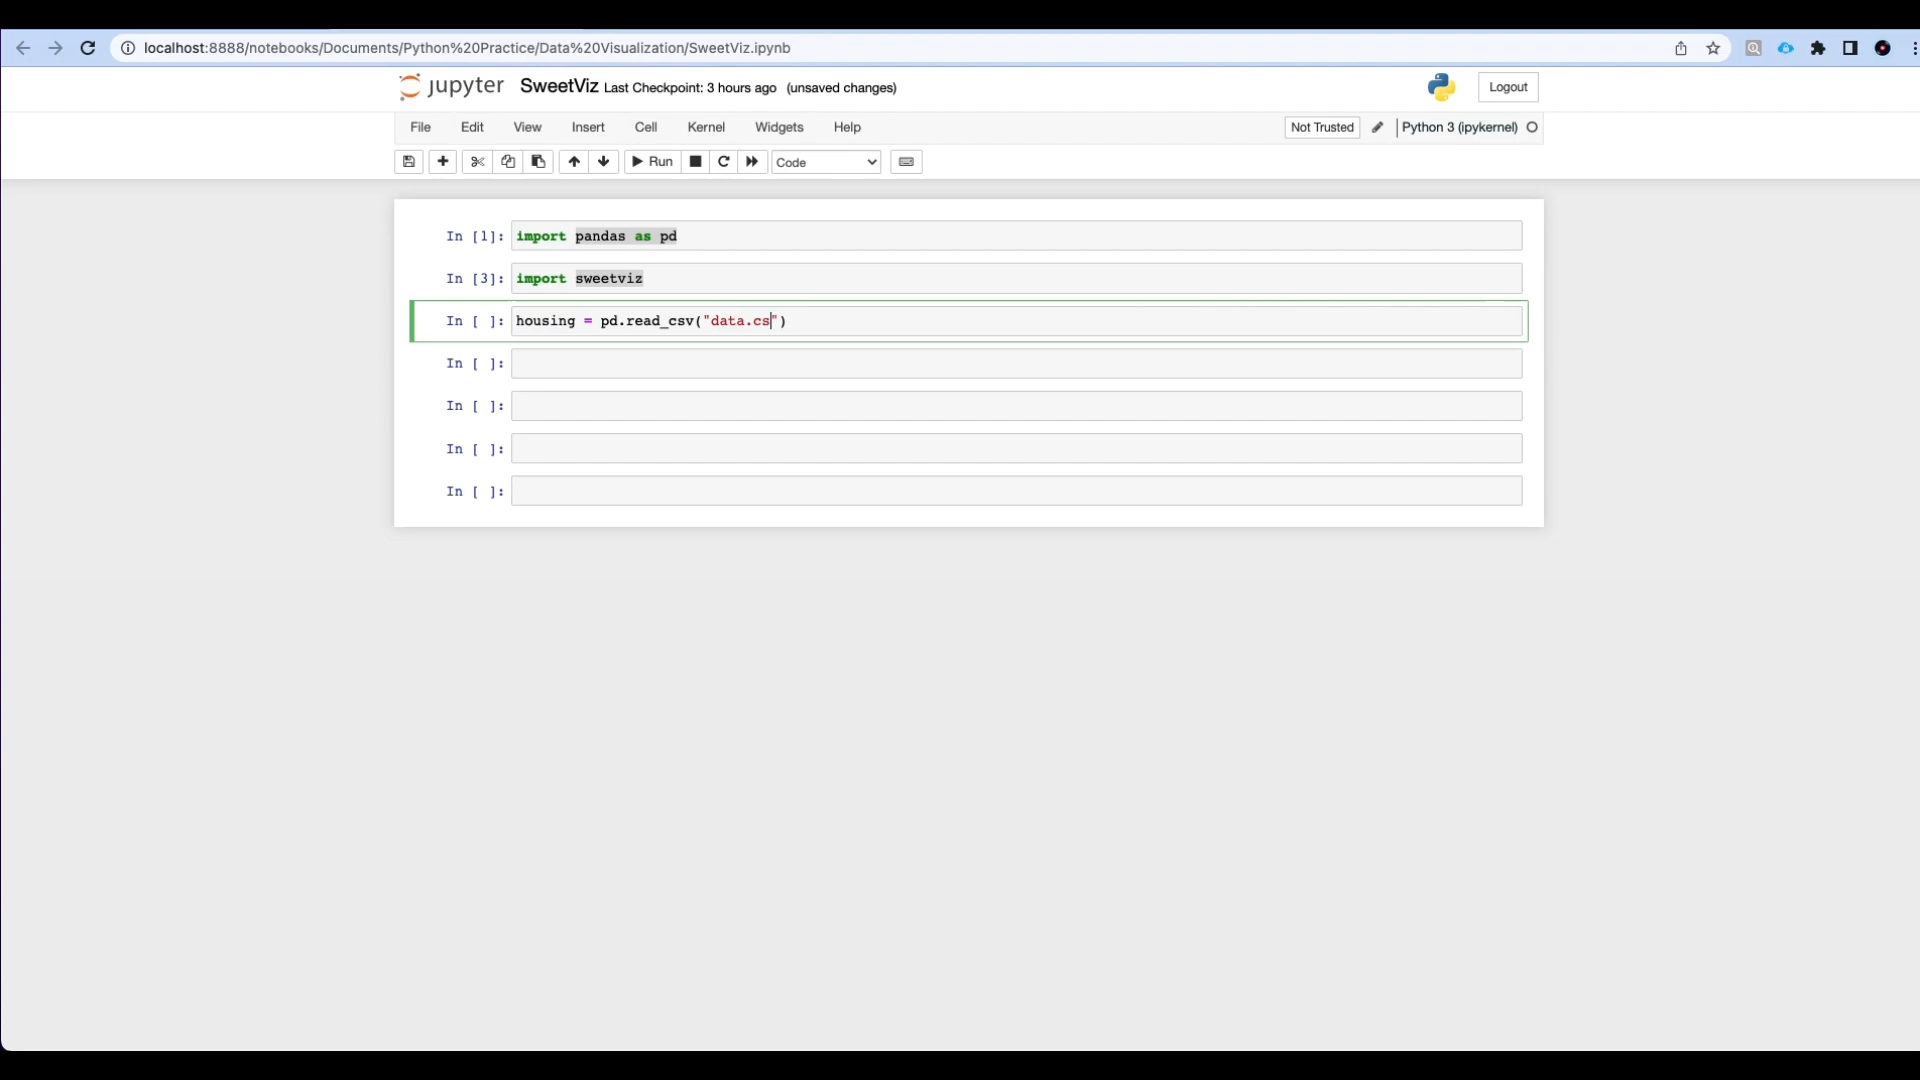 localhost:8888/notebooks/Documents/Python%20Practice/Data%20Visualization/SweetViz.ipynb
jupyter SweetViz Last Checkpoint: 3 hours ago (unsaved changes) Logout
File Edit View Insert Cell Kernel Widgets Help Not Trusted Python 3 (ipykernel)
Run Code
In [1]: import pandas as pd
In [3]: import sweetviz
In [ ]: housing = pd.read_csv("data.cs")
In [ ]:
In [ ]:
In [ ]:
In [ ]: